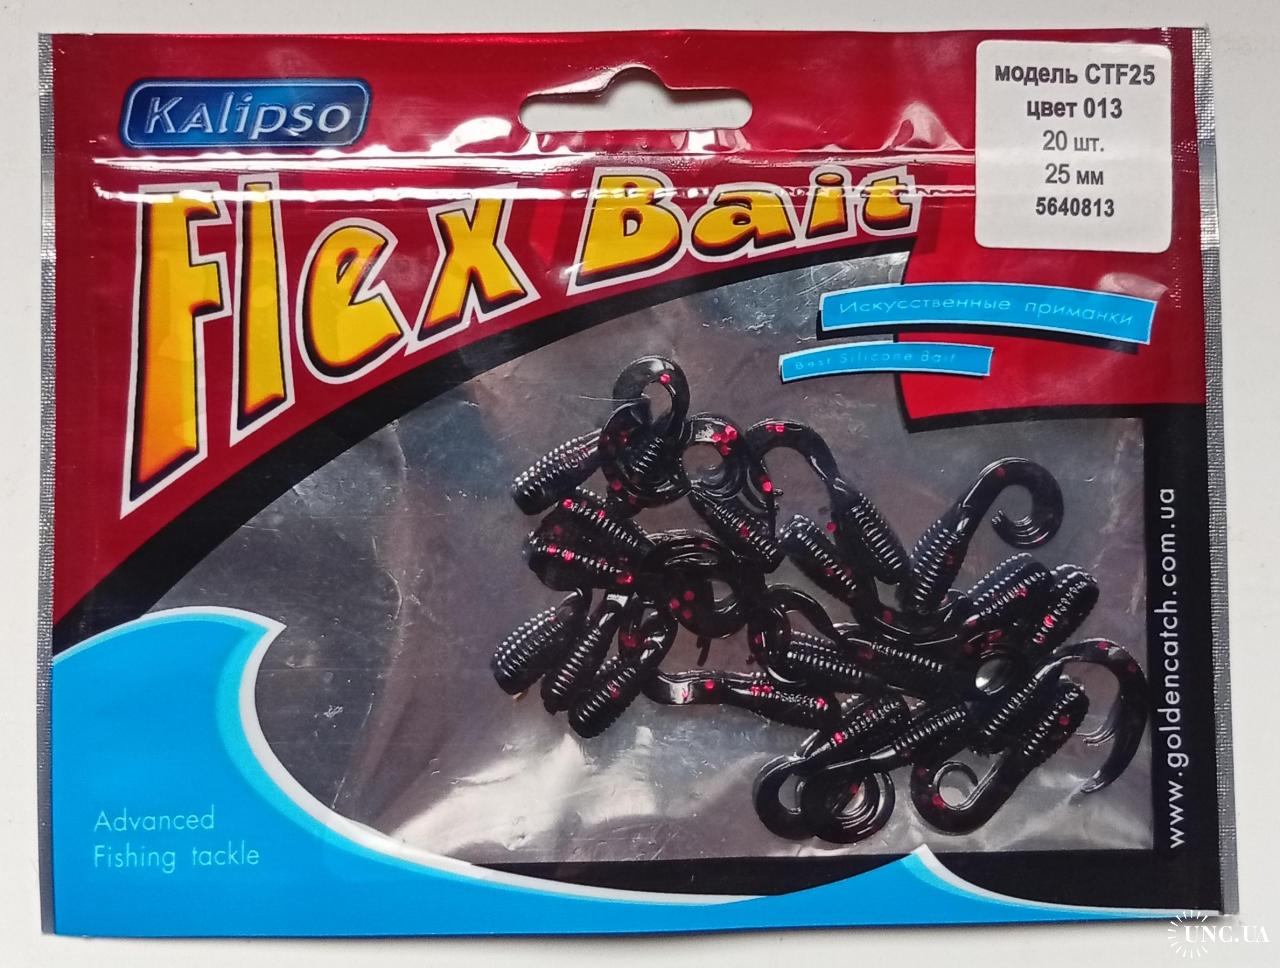 Kalipso
Flex Bait
модель CTF25
цвет 013
20 шт.
25 мм
5640813
Искусственные приманки
Best Silicone Bait
www.goldencatch.com.ua
Advanced
Fishing tackle
UNC.UA